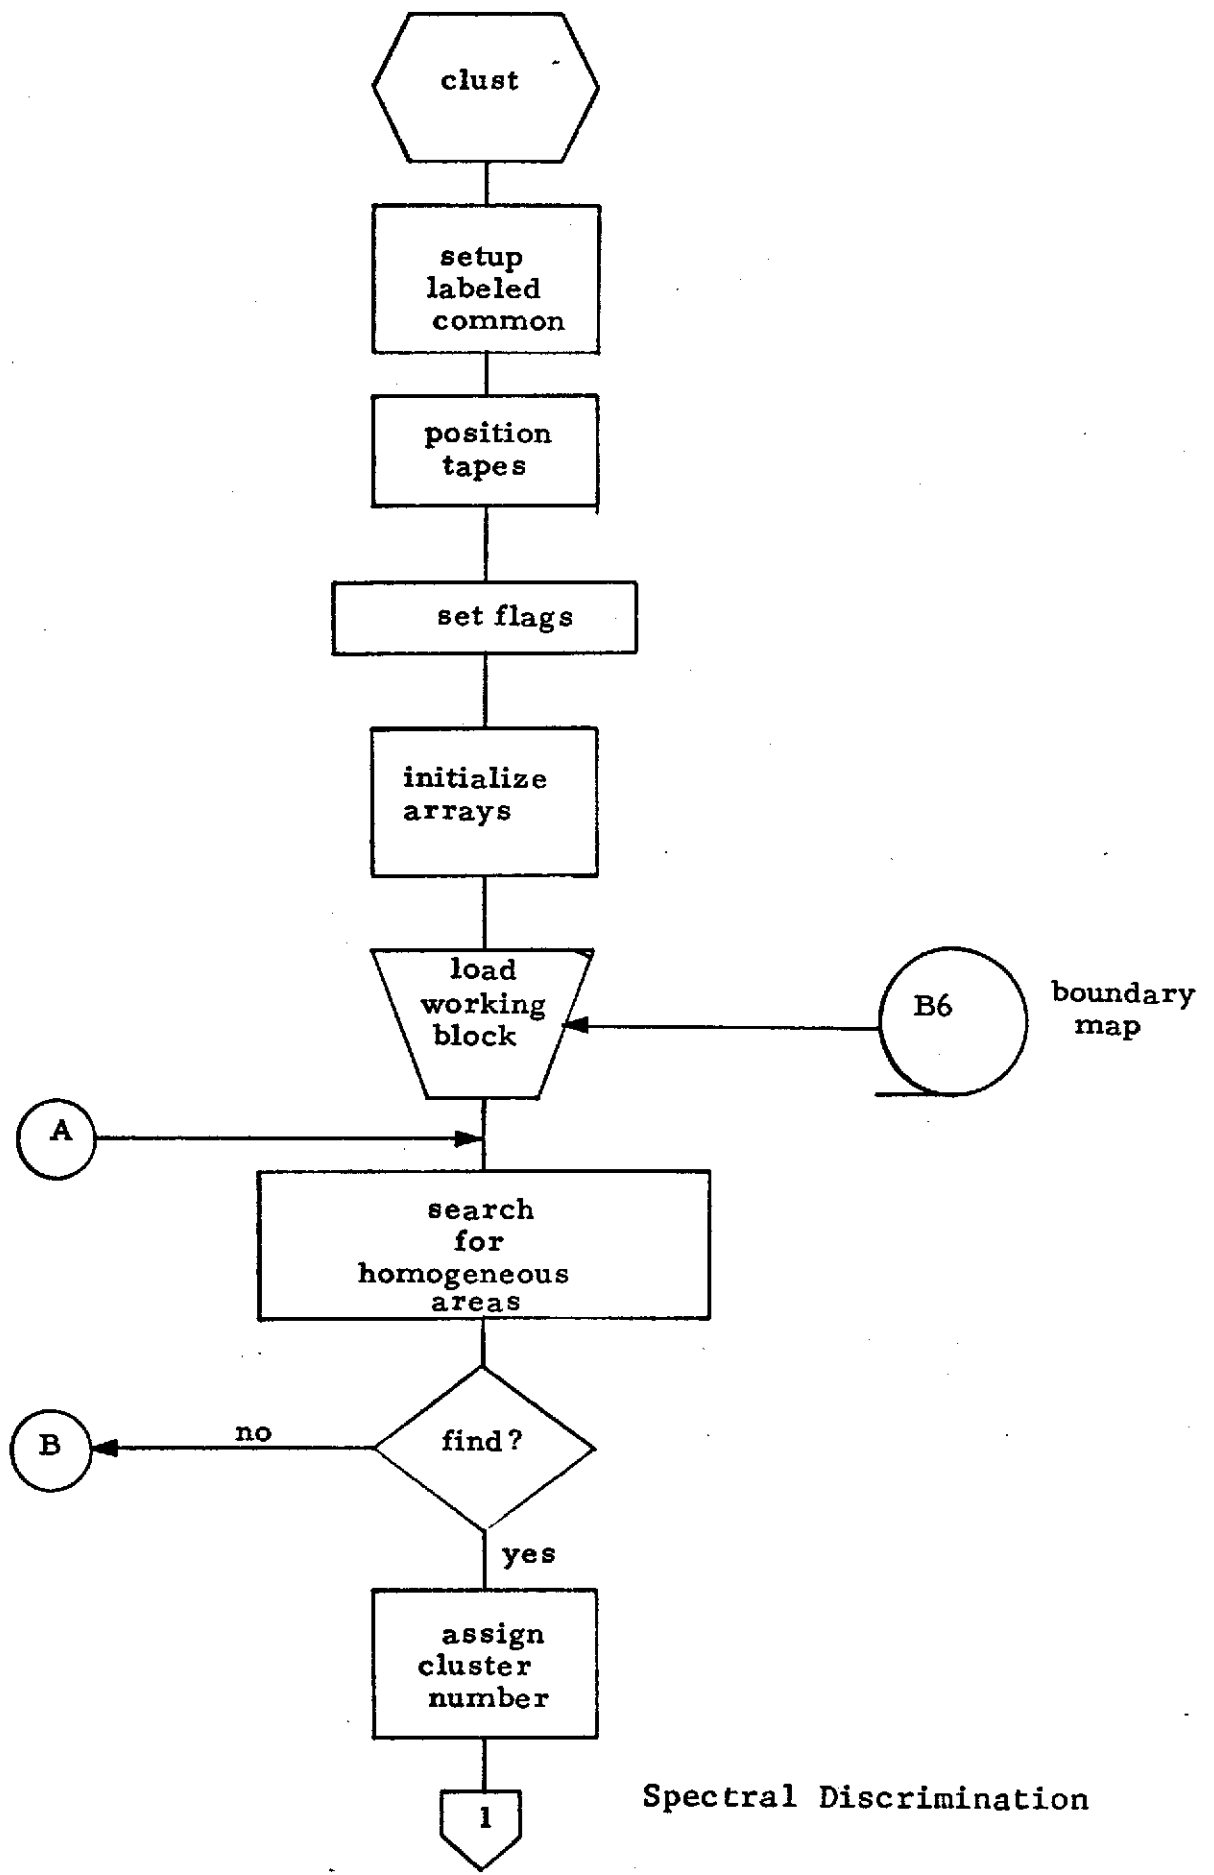 clust
setup
labeled
common
position
tapes
set flags
initialize
arrays
load
working
block
B6
boundary
map
A
search
for
homogeneous
areas
find?
no
B
yes
assign
cluster
number
1
Spectral Discrimination